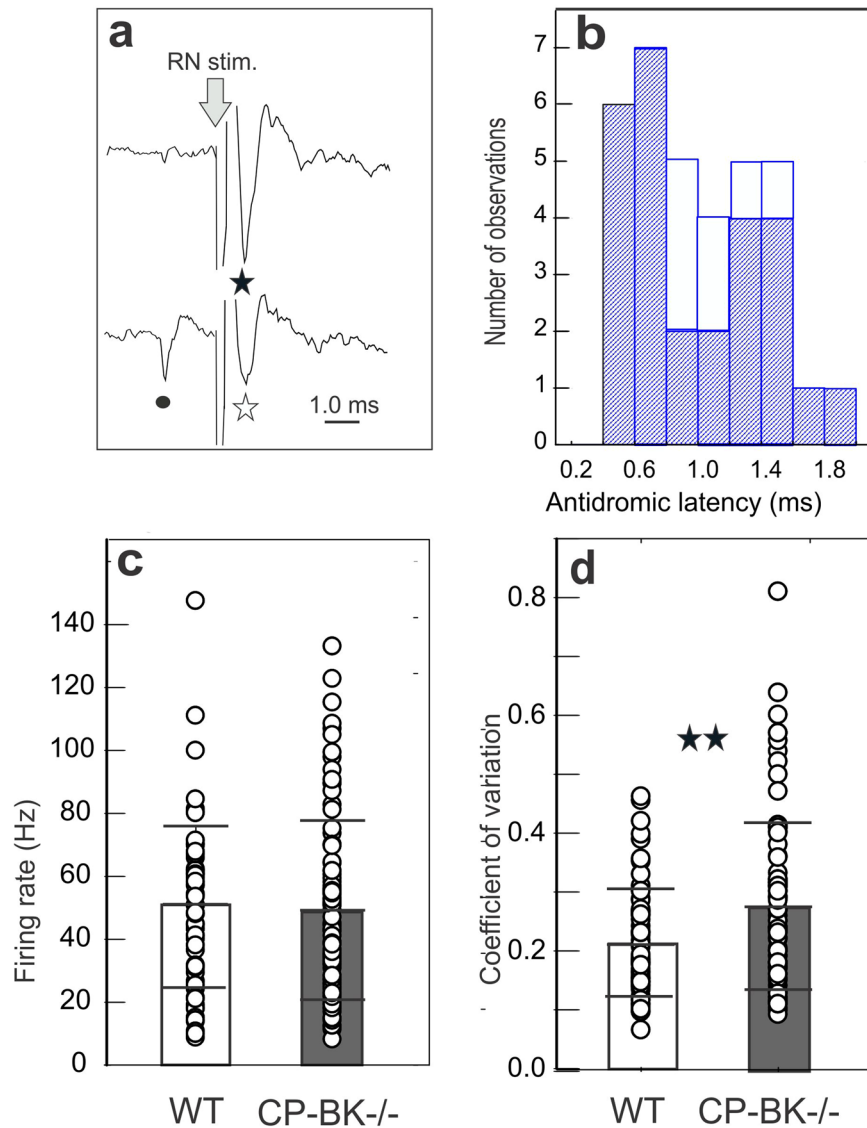 a
RN stim.
1.0 ms
b
Number of observations
7
6
5
4
3
2
1
0
0.2 0.6 1.0 1.4 1.8
Antidromic latency (ms)
c
Firing rate (Hz)
140
120
100
80
60
40
20
0
WT CP-BK-/-
d
Coefficient of variation
0.8
0.6
0.4
0.2
0.0
WT CP-BK-/-